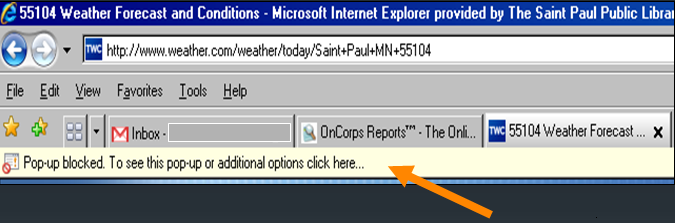 55104 Weather Forecast and Conditions - Microsoft Internet Explorer provided by The Saint Paul Public Librar
TWC http://www.weather.com/weather/today/Saint+Paul+MN+55104
File Edit View Favorites Tools Help
Inbox - OnCorps Reports™ - The Onli... TWC 55104 Weather Forecast ... X
Pop-up blocked. To see this pop-up or additional options click here...